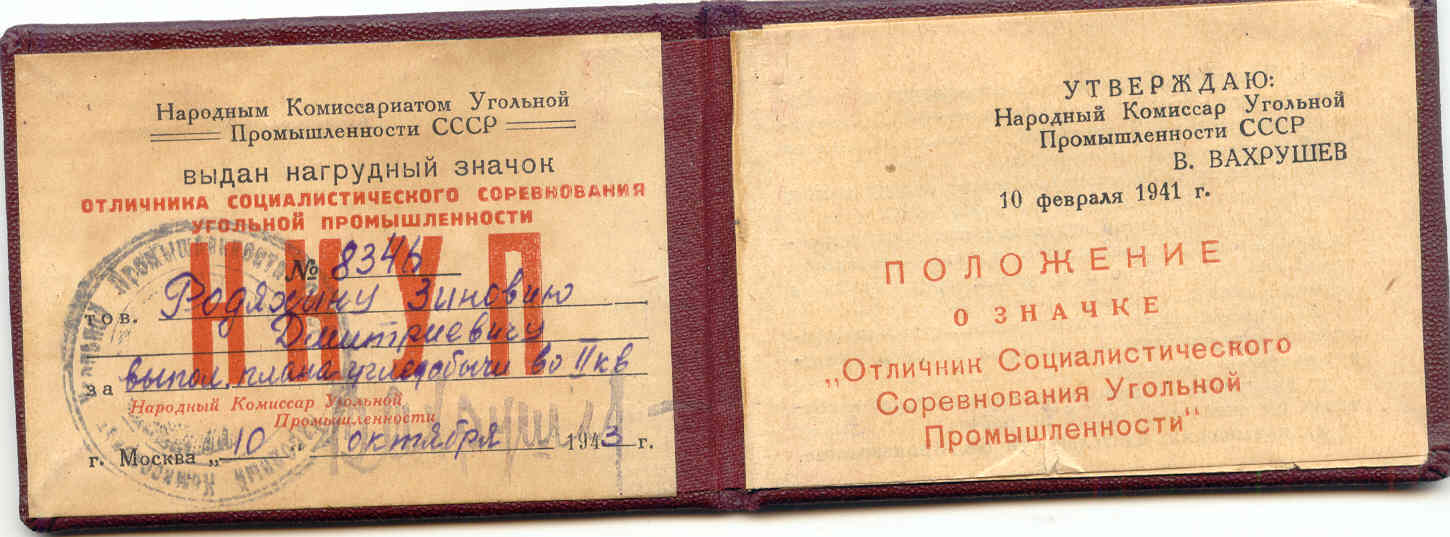 Народным Комиссариатом Угольной
Промышленности СССР
выдан нагрудный значок
ОТЛИЧНИКА СОЦИАЛИСТИЧЕСКОГО СОРЕВНОВАНИЯ
УГОЛЬНОЙ ПРОМЫШЛЕННОСТИ
НКУП
№ 8346
тов. Родяхину Зиновию
Дмитриевичу
за выпол. плана угледобычи во II кв
Народный Комиссар Угольной
Промышленности
г. Москва „10" октября 1943 г.
УТВЕРЖДАЮ:
Народный Комиссар Угольной
Промышленности СССР
В. ВАХРУШЕВ
10 февраля 1941 г.
ПОЛОЖЕНИЕ
О ЗНАЧКЕ
„Отличник Социалистического
Соревнования Угольной
Промышленности"